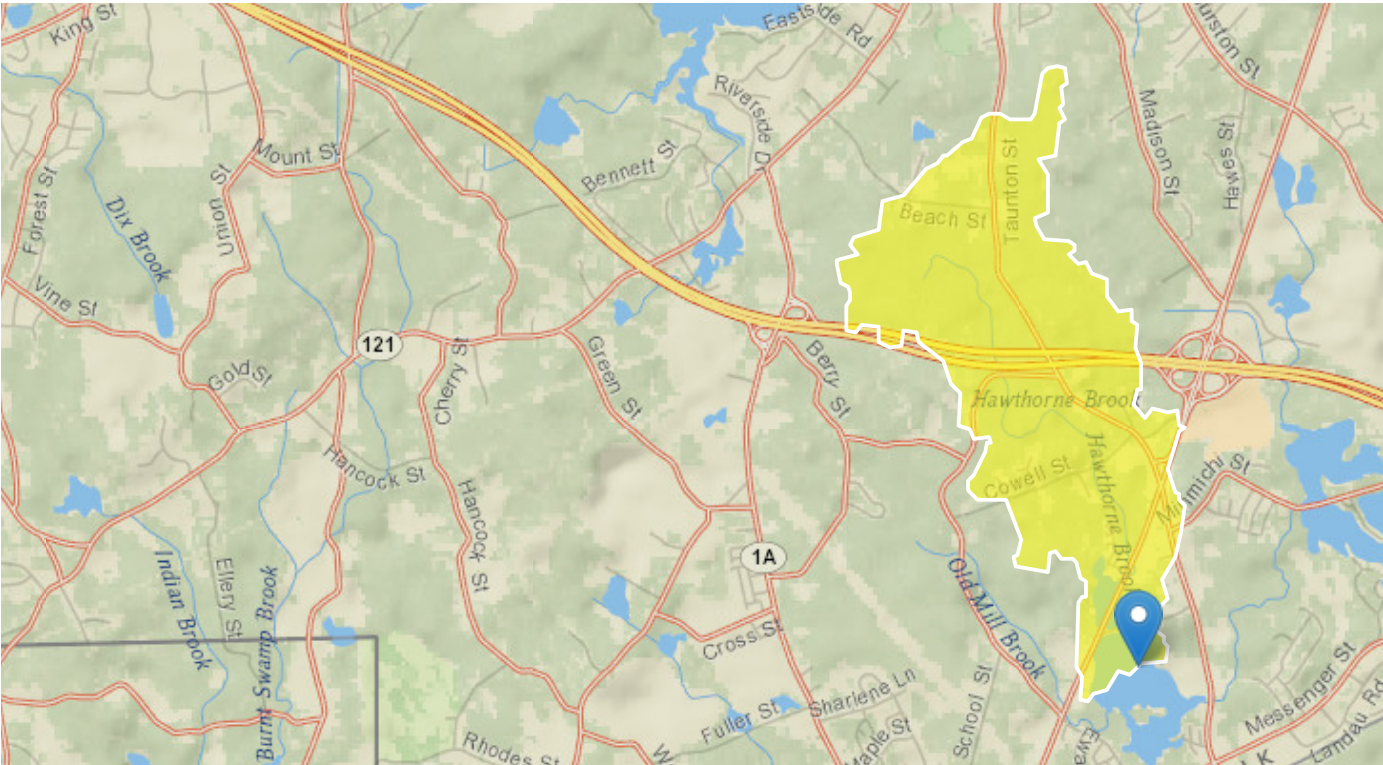 King St
Eastside Rd
Riverside Dr
Madison St
Hawes St
Mount St
Bennett St
Taunton St
Forest St
Union St
Dix Brook
Beach St
Vine St
121
Cherry St
Green St
Berry St
Gold St
Hawthorne Brook
Hancock St
Cowell St
Hawthorne Broo
Hancock St
1A
Indian Brook
Ellery St
Burnt Swamp Brook
Old Mill Brook
Cross St
School St
Messenger St
Sharlene Ln
Fuller St
Maple St
Landau Rd
Rhodes St
W
K